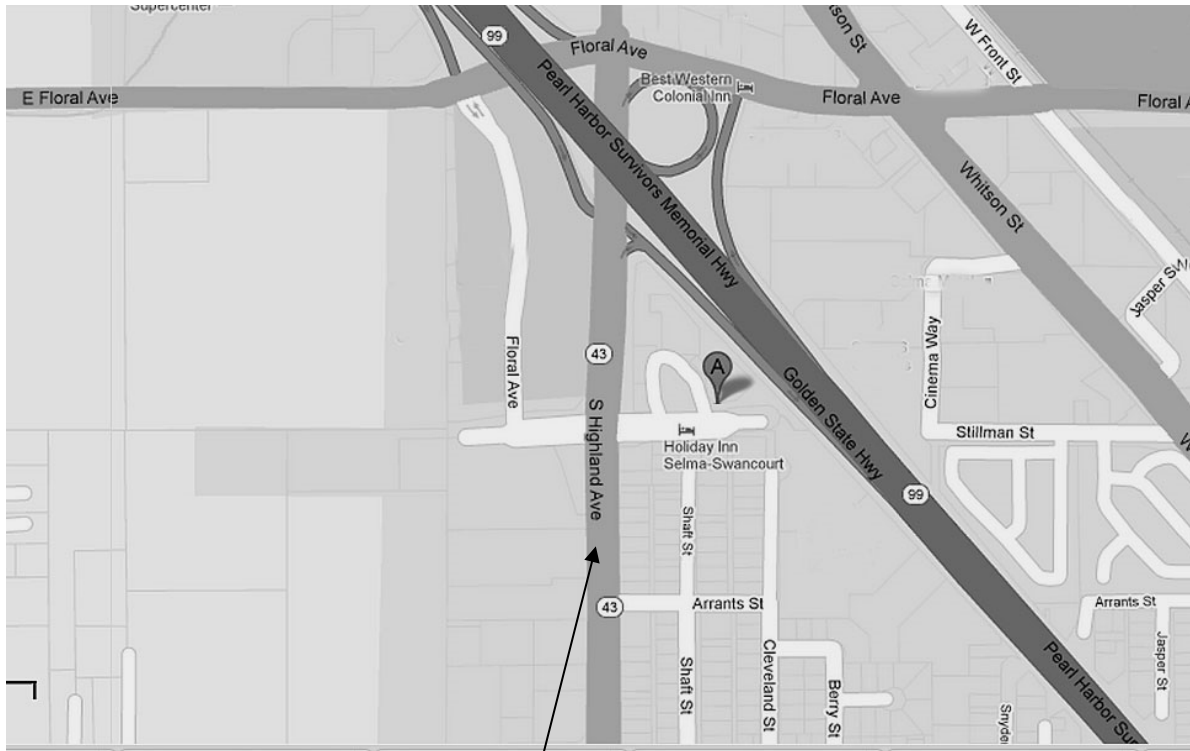 Supercenter
99
Floral Ave
son St
W Front St
Best Western
Colonial Inn
E Floral Ave
Floral Ave
Floral A
Pearl Harbor Survivors Memorial Hwy
Whitson St
Jasper S
Floral Ave
43
A
Cinema Way
S Highland Ave
Golden State Hwy
Stillman St
W
Holiday Inn
Selma-Swancourt
99
Shaft St
43
Arrants St
Arrants St
Shaft St
Cleveland St
Berry St
Pearl Harbor Sur
Jasper St
Snyde